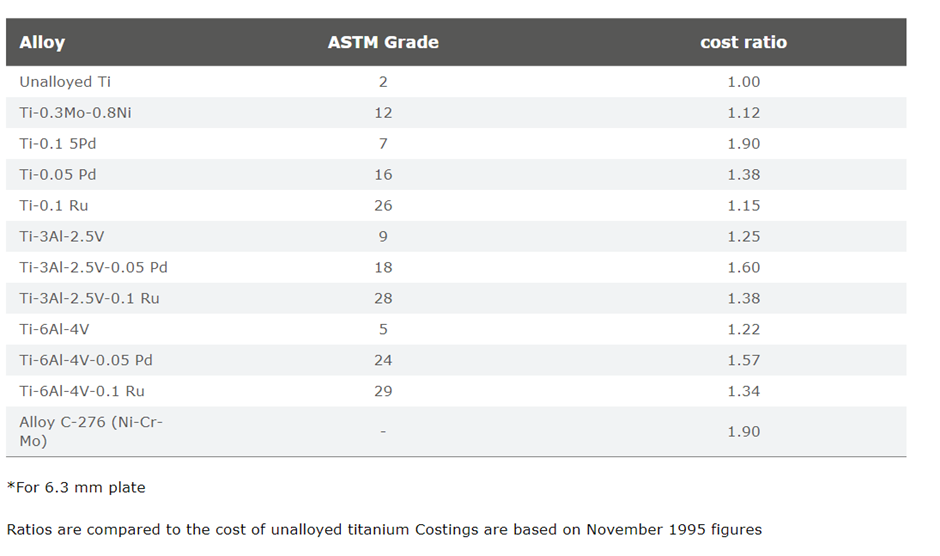 Alloy ASTM Grade cost ratio
Unalloyed Ti 2 1.00
Ti-0.3Mo-0.8Ni 12 1.12
Ti-0.1 5Pd 7 1.90
Ti-0.05 Pd 16 1.38
Ti-0.1 Ru 26 1.15
Ti-3Al-2.5V 9 1.25
Ti-3Al-2.5V-0.05 Pd 18 1.60
Ti-3Al-2.5V-0.1 Ru 28 1.38
Ti-6Al-4V 5 1.22
Ti-6Al-4V-0.05 Pd 24 1.57
Ti-6Al-4V-0.1 Ru 29 1.34
Alloy C-276 (Ni-Cr-
Mo) - 1.90
*For 6.3 mm plate
Ratios are compared to the cost of unalloyed titanium Costings are based on November 1995 figures